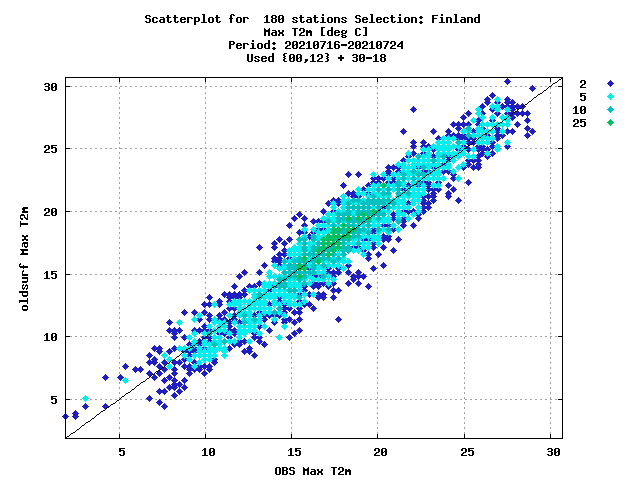 Scatterplot for  180 stations Selection: Finland
Max T2m [deg C]
Period: 20210716-20210724
Used {00,12} + 30-18
2
5
10
25
30
25
20
15
10
5
oldsurf Max T2m
5 10 15 20 25 30
OBS Max T2m